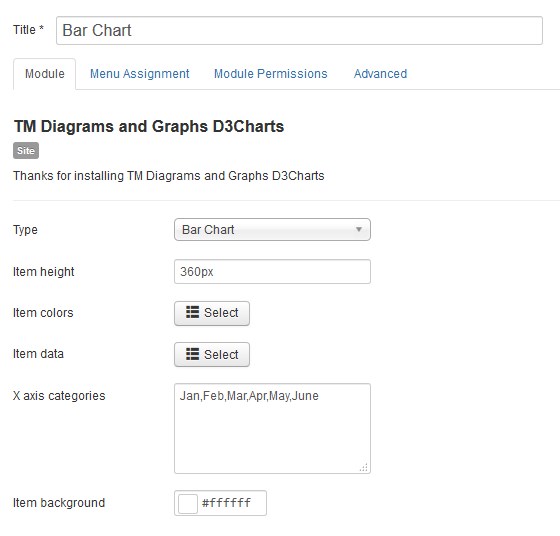 Title * Bar Chart
Module Menu Assignment Module Permissions Advanced
TM Diagrams and Graphs D3Charts
Site
Thanks for installing TM Diagrams and Graphs D3Charts
Type Bar Chart
Item height 360px
Item colors Select
Item data Select
X axis categories Jan,Feb,Mar,Apr,May,June
Item background #ffffff